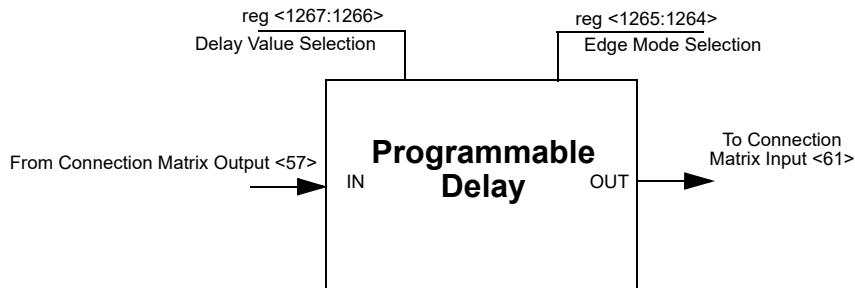 reg <1267:1266>
Delay Value Selection
reg <1265:1264>
Edge Mode Selection
From Connection Matrix Output <57>
IN
Programmable
Delay
OUT
To Connection
Matrix Input <61>